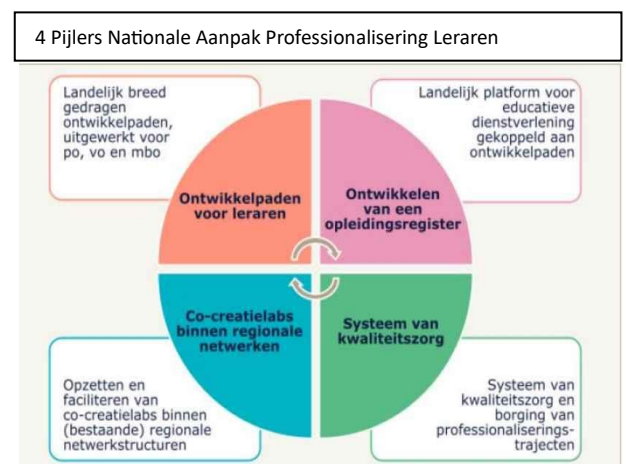 4 Pijlers Nationale Aanpak Professionalisering Leraren
Landelijk breed
gedragen
ontwikkelpaden,
uitgewerkt voor
po, vo en mbo
Landelijk platform voor
educatieve
dienstverlening
gekoppeld aan
ontwikkelpaden
Ontwikkelpaden
voor leraren
Ontwikkelen
van een
opleidingsregister
Co-creatielabs
binnen regionale
netwerken
Systeem van
kwaliteitszorg
Opzetten en
faciliteren van
co-creatielabs binnen
(bestaande) regionale
netwerkstructuren
Systeem van
kwaliteitszorg en
borging van
professionaliserings-
trajecten